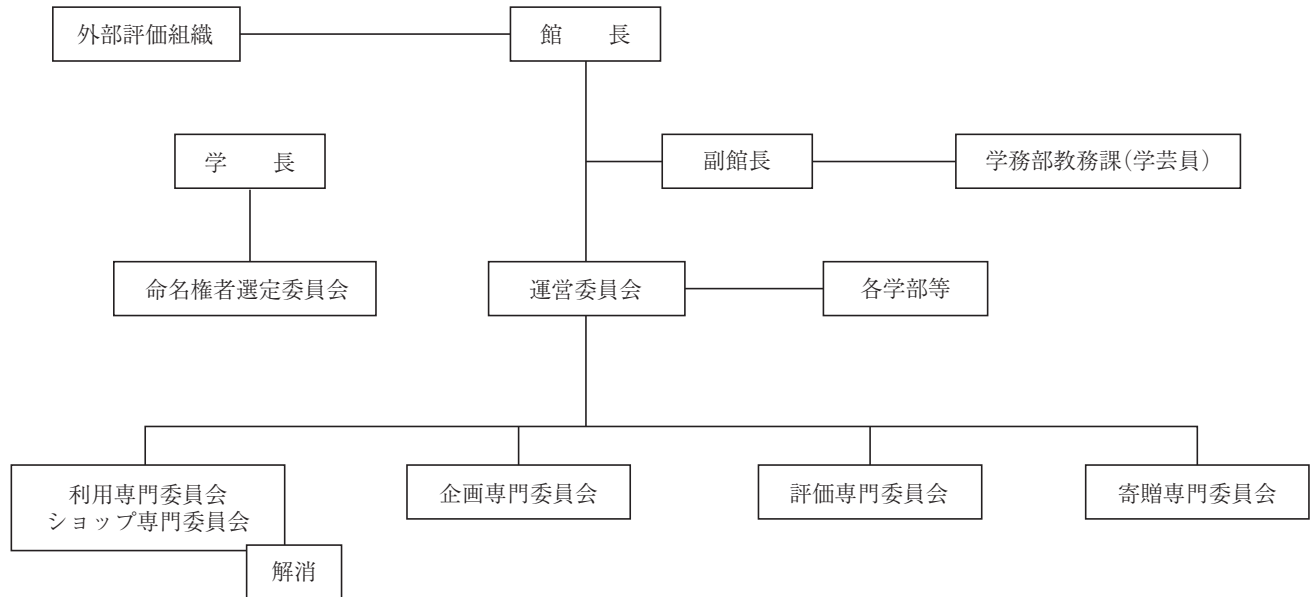 外部評価組織
館　　長
学　　長
副館長
学務部教務課(学芸員)
命名権者選定委員会
運営委員会
各学部等
利用専門委員会
ショップ専門委員会
企画専門委員会
評価専門委員会
寄贈専門委員会
解消